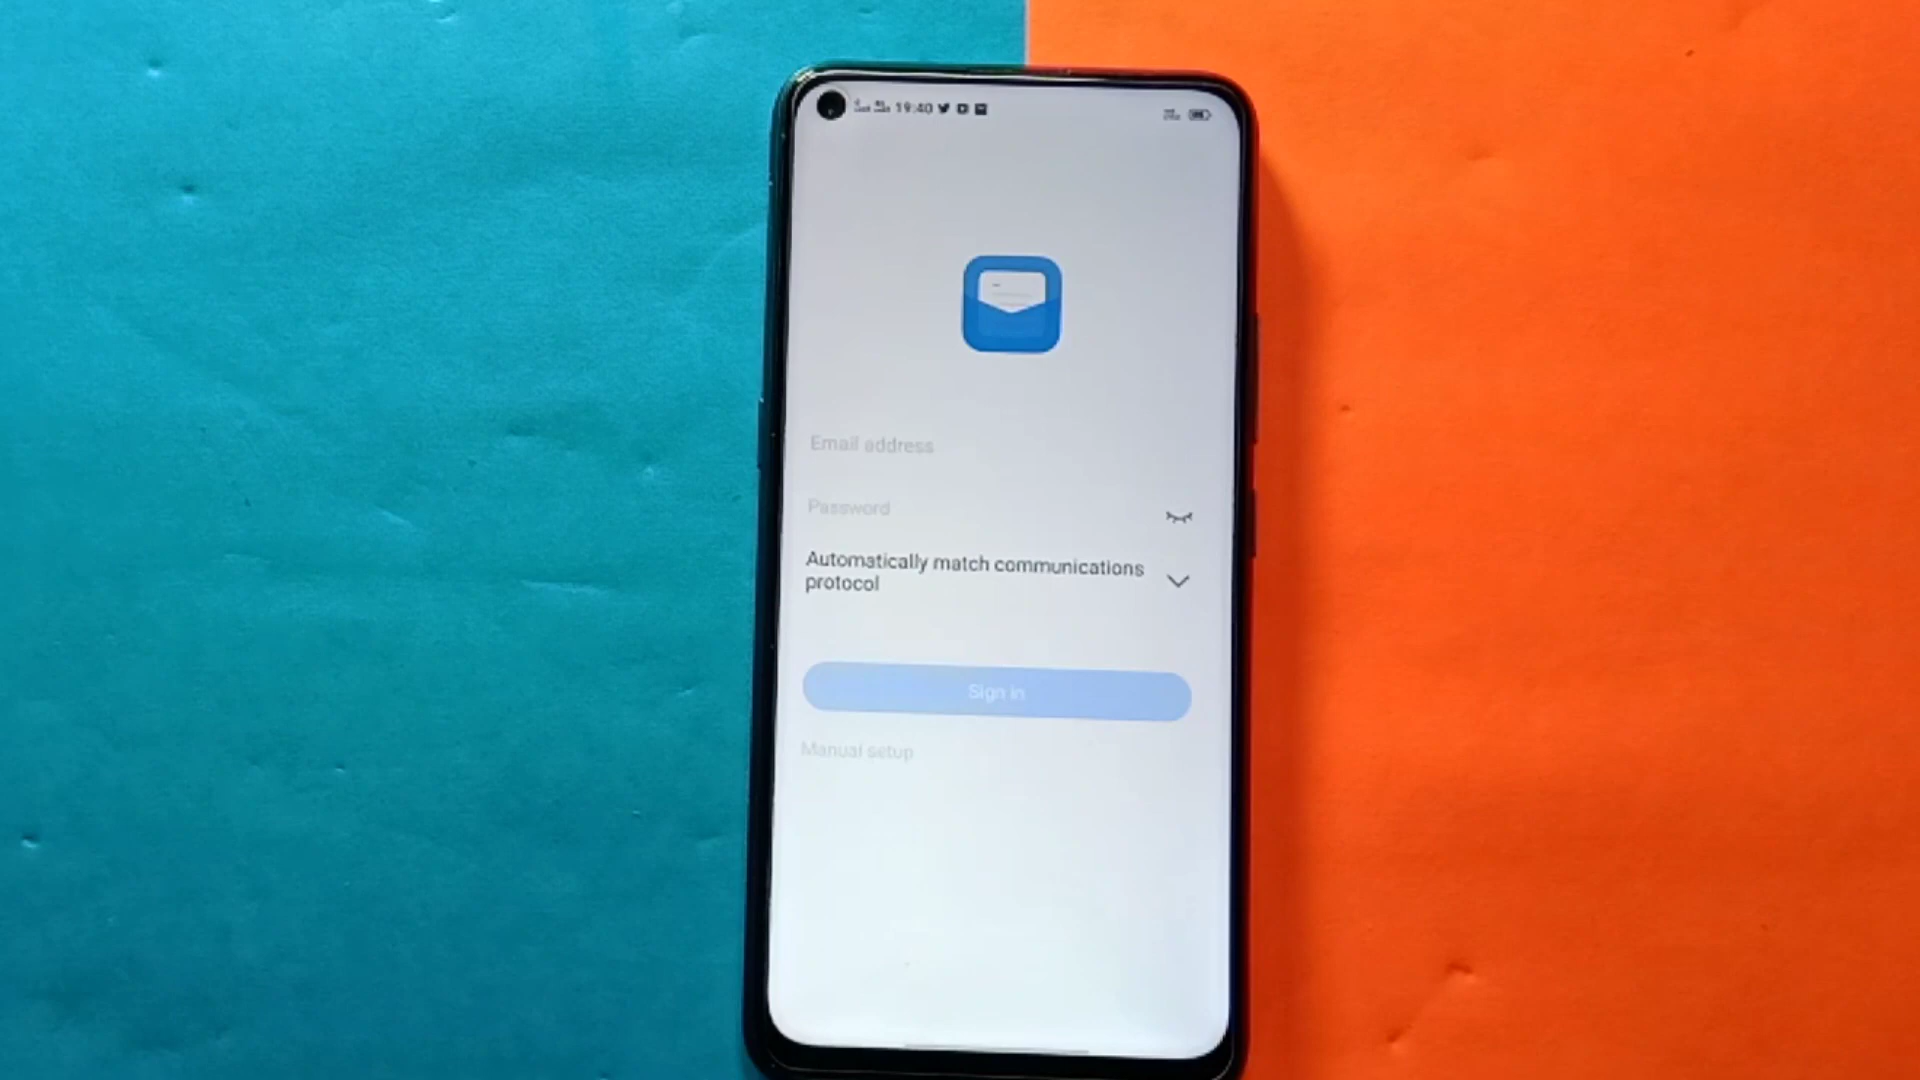 19:40
Email address
Password
Automatically match communications
protocol
Sign in
Manual setup